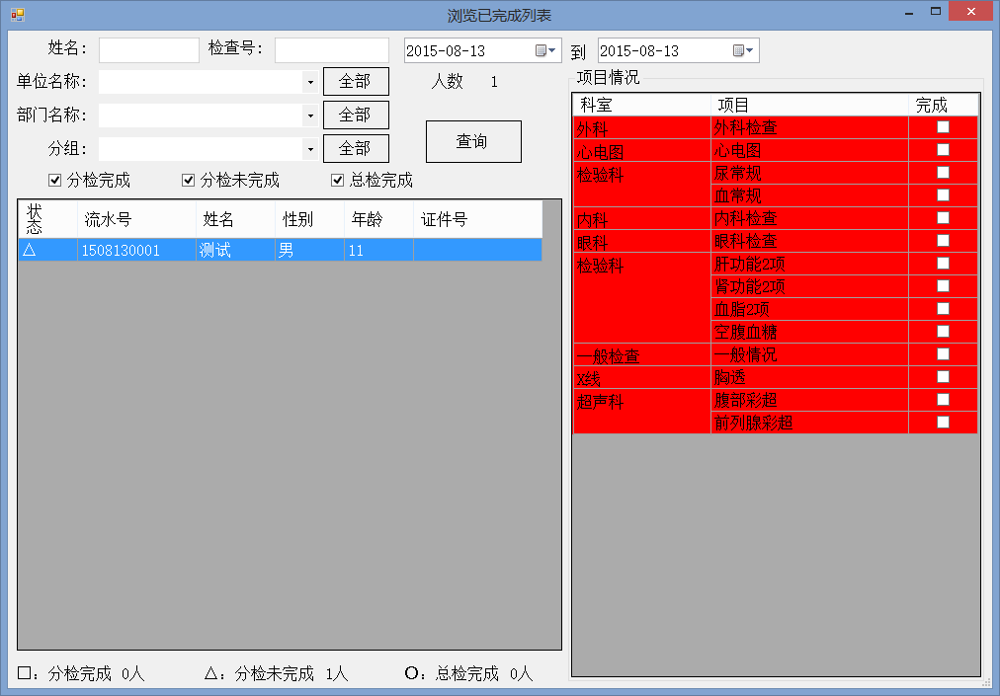 浏览已完成列表
姓名： 检查号： 2015-08-13 到 2015-08-13
单位名称： 全部 人数 1
部门名称： 全部
查询
分组： 全部
分检完成 分检未完成 总检完成
状态 流水号 姓名 性别 年龄 证件号
△ 1508130001 测试 男 11
□：分检完成 0人 △：分检未完成 1人 O：总检完成 0人
项目情况
科室 项目 完成
外科 外科检查
心电图 心电图
检验科 尿常规
血常规
内科 内科检查
眼科 眼科检查
检验科 肝功能2项
肾功能2项
血脂2项
空腹血糖
一般检查 一般情况
X线 胸透
超声科 腹部彩超
前列腺彩超